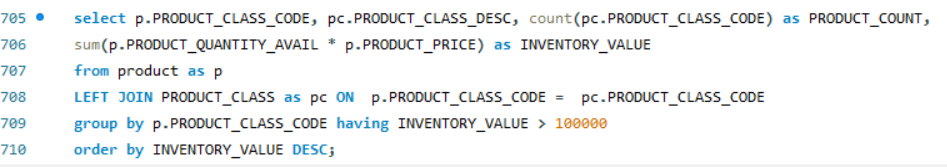 705 select p.PRODUCT_CLASS_CODE, pc.PRODUCT_CLASS_DESC, count(pc.PRODUCT_CLASS_CODE) as PRODUCT_COUNT,
706 sum(p.PRODUCT_QUANTITY_AVAIL * p.PRODUCT_PRICE) as INVENTORY_VALUE
707 from product as p
708 LEFT JOIN PRODUCT_CLASS as pc ON  p.PRODUCT_CLASS_CODE =  pc.PRODUCT_CLASS_CODE
709 group by p.PRODUCT_CLASS_CODE having INVENTORY_VALUE > 100000
710 order by INVENTORY_VALUE DESC;